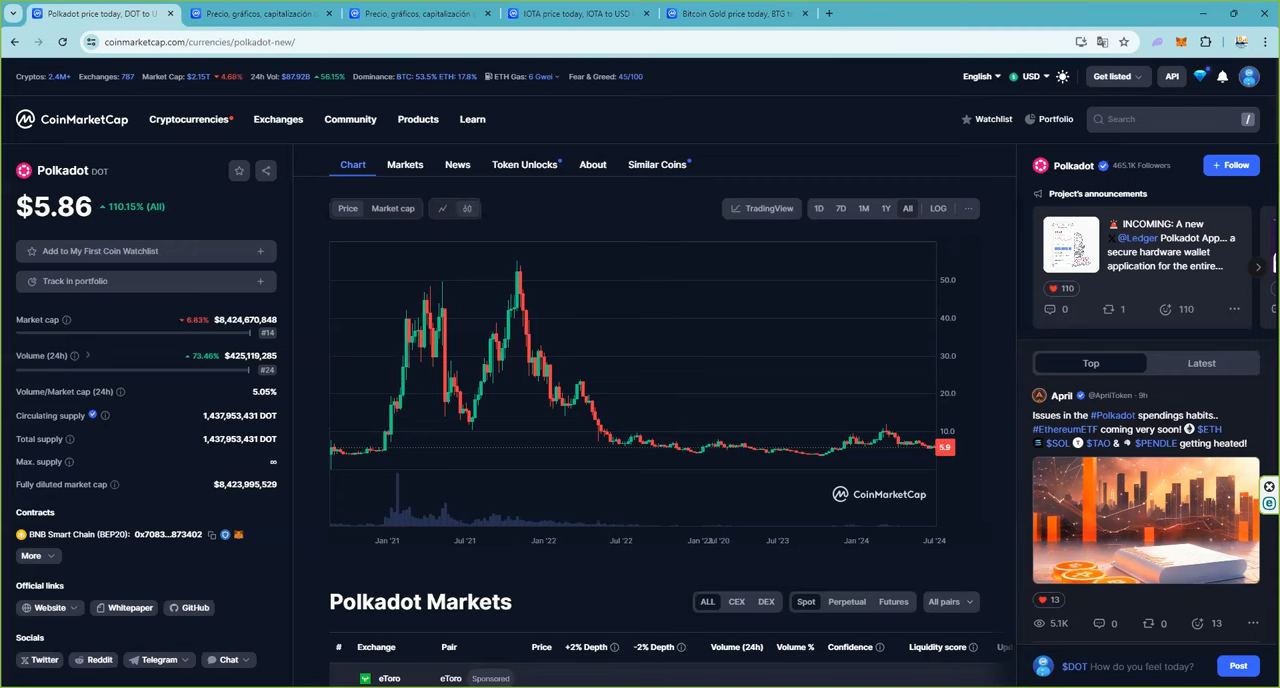 Polkadot price today, DOT to U
Precio, gráficos, capitalización
Precio, gráficos, capitalización
IOTA price today, IOTA to USD
Bitcoin Gold price today, BTG to
coinmarketcap.com/currencies/polkadot-new/
Cryptos: 2.4M+ Exchanges: 787 Market Cap: $2.15T 4.68% 24h Vol: $87.92B 56.15% Dominance: BTC: 53.5% ETH: 17.8% ETH Gas: 6 Gwei Fear & Greed: 45/100
English USD Get listed API
CoinMarketCap Cryptocurrencies Exchanges Community Products Learn
Watchlist Portfolio Search /
Polkadot DOT
$5.86 110.15% (All)
Add to My First Coin Watchlist +
Track in portfolio +
Market cap 6.83% $8,424,670,848
#14
Volume (24h) 73.46% $425,119,285
#24
Volume/Market cap (24h) 5.05%
Circulating supply 1,437,953,431 DOT
Total supply 1,437,953,431 DOT
Max. supply ∞
Fully diluted market cap $8,423,995,529
Contracts
BNB Smart Chain (BEP20): 0x7083...873402
More
Official links
Website Whitepaper GitHub
Socials
Twitter Reddit Telegram Chat
Chart Markets News Token Unlocks About Similar Coins
Price Market cap
TradingView 1D 7D 1M 1Y All LOG ...
50.0
40.0
30.0
20.0
10.0
5.9
CoinMarketCap
Jan '21 Jul '21 Jan '22 Jul '22 Jul '23 Jan '24 Jul '24
Polkadot Markets
ALL CEX DEX Spot Perpetual Futures All pairs
# Exchange Pair Price +2% Depth -2% Depth Volume (24h) Volume % Confidence Liquidity score
eToro eToro Sponsored
Polkadot 465.1K Followers + Follow
Project's announcements
INCOMING: A new
@Ledger Polkadot App... a
secure hardware wallet
application for the entire...
110
0 1 110 ...
Top Latest
April @AprilToken · 9h
Issues in the #Polkadot spendings habits..
#EthereumETF coming very soon! $ETH
$SOL $TAO & $PENDLE getting heated!
13
5.1K 0 0 13 ...
$DOT How do you feel today? Post